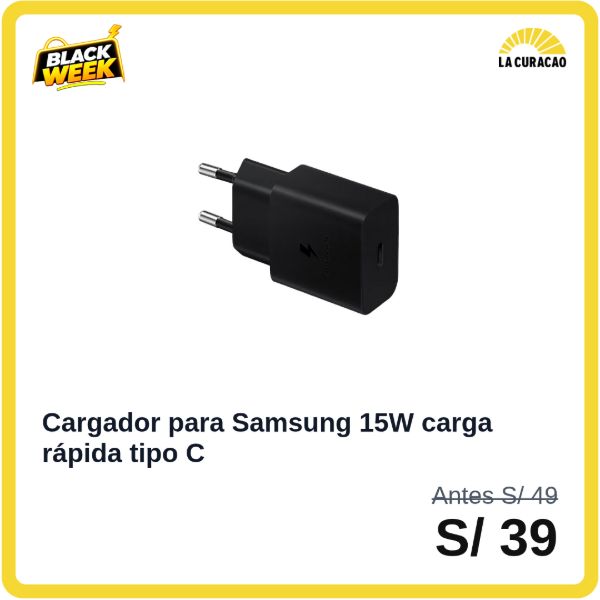 BLACK
WEEK
LA CURACAO
Cargador para Samsung 15W carga
rápida tipo C
Antes S/ 49
S/ 39